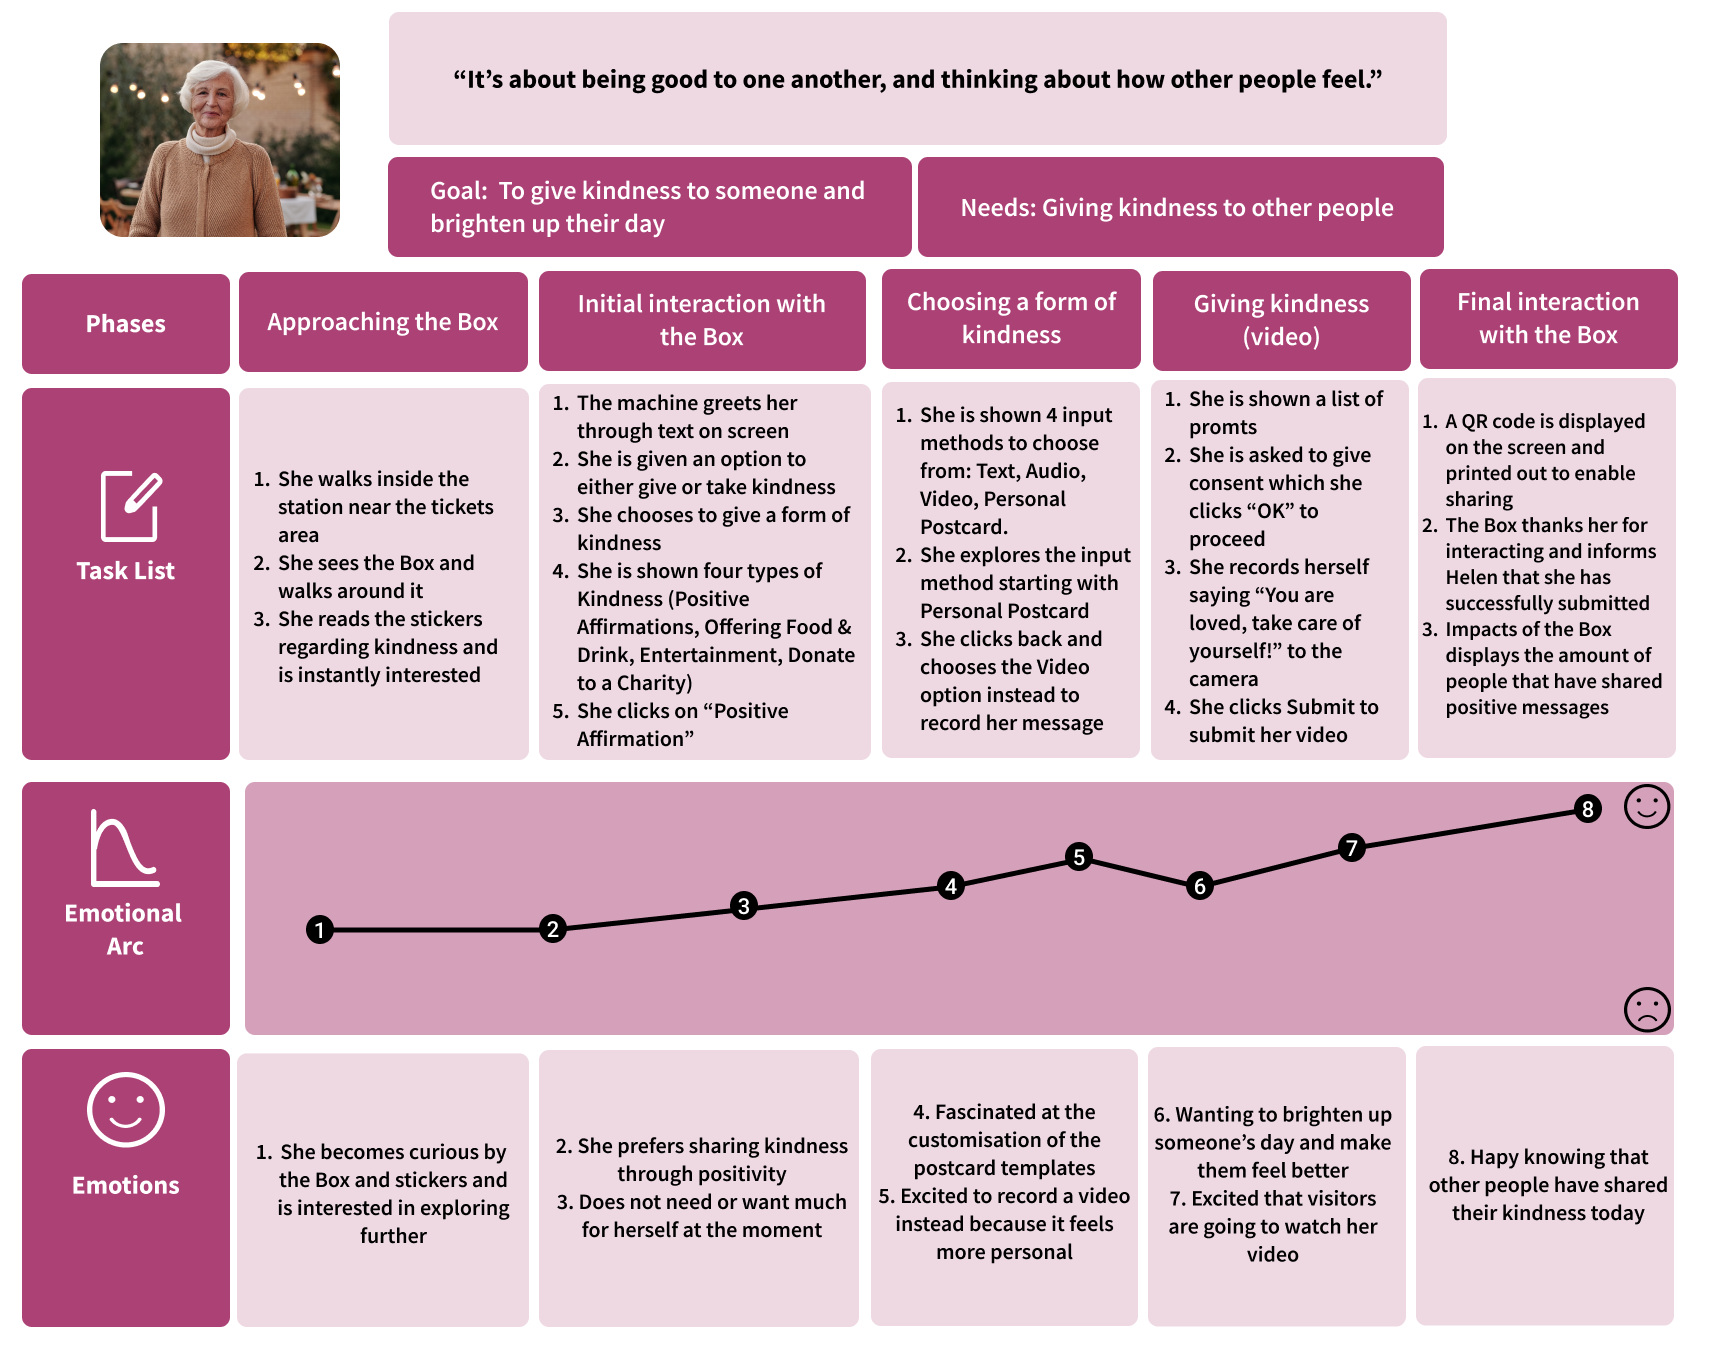 “It’s about being good to one another, and thinking about how other people feel.”
Goal:  To give kindness to someone and
brighten up their day
Needs: Giving kindness to other people
Phases
Approaching the Box
Initial interaction with
the Box
Choosing a form of
kindness
Giving kindness
(video)
Final interaction
with the Box
Task List
1. She walks inside the
station near the tickets
area
2. She sees the Box and
walks around it
3. She reads the stickers
regarding kindness and
is instantly interested
1. The machine greets her
through text on screen
2. She is given an option to
either give or take kindness
3. She chooses to give a form of
kindness
4. She is shown four types of
Kindness (Positive
Affirmations, Offering Food &
Drink, Entertainment, Donate
to a Charity)
5. She clicks on “Positive
Affirmation”
1. She is shown 4 input
methods to choose
from: Text, Audio,
Video, Personal
Postcard.
2. She explores the input
method starting with
Personal Postcard
3. She clicks back and
chooses the Video
option instead to
record her message
1. She is shown a list of
promts
2. She is asked to give
consent which she
clicks “OK” to
proceed
3. She records herself
saying “You are
loved, take care of
yourself!” to the
camera
4. She clicks Submit to
submit her video
1. A QR code is displayed
on the screen and
printed out to enable
sharing
2. The Box thanks her for
interacting and informs
Helen that she has
successfully submitted
3. Impacts of the Box
displays the amount of
people that have shared
positive messages
Emotional
Arc
1
2
3
4
5
6
7
8
Emotions
1. She becomes curious by
the Box and stickers and
is interested in exploring
further
2. She prefers sharing kindness
through positivity
3. Does not need or want much
for herself at the moment
4. Fascinated at the
customisation of the
postcard templates
5. Excited to record a video
instead because it feels
more personal
6. Wanting to brighten up
someone’s day and make
them feel better
7. Excited that visitors
are going to watch her
video
8. Hapy knowing that
other people have shared
their kindness today